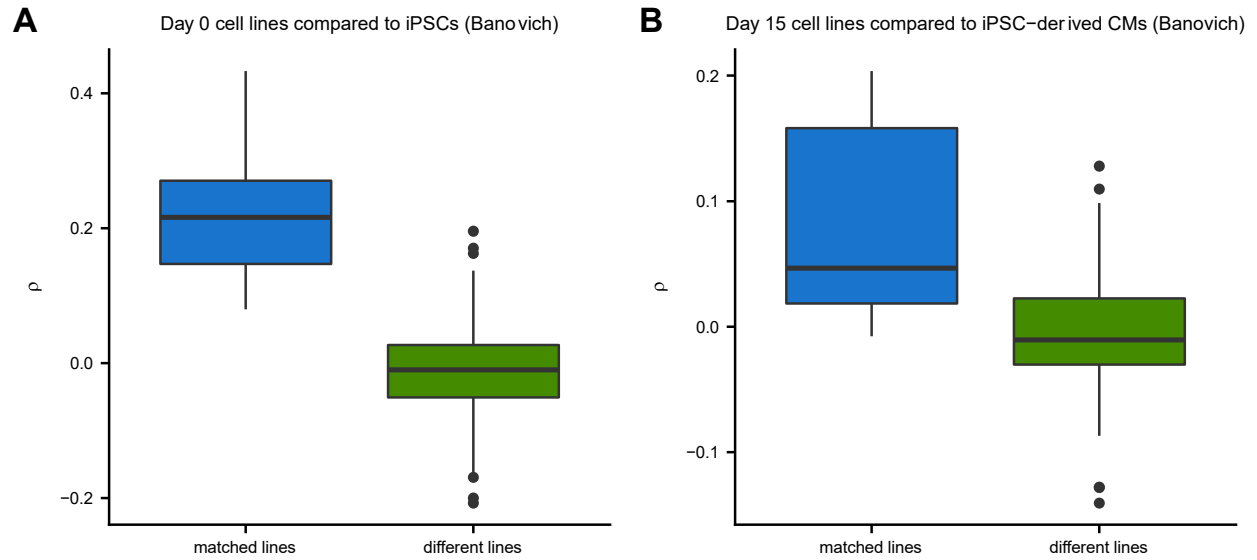 A
Day 0 cell lines compared to iPSCs (Banovich)
ρ
0.4
0.2
0.0
−0.2
matched lines
different lines
B
Day 15 cell lines compared to iPSC−derived CMs (Banovich)
ρ
0.2
0.1
0.0
−0.1
matched lines
different lines